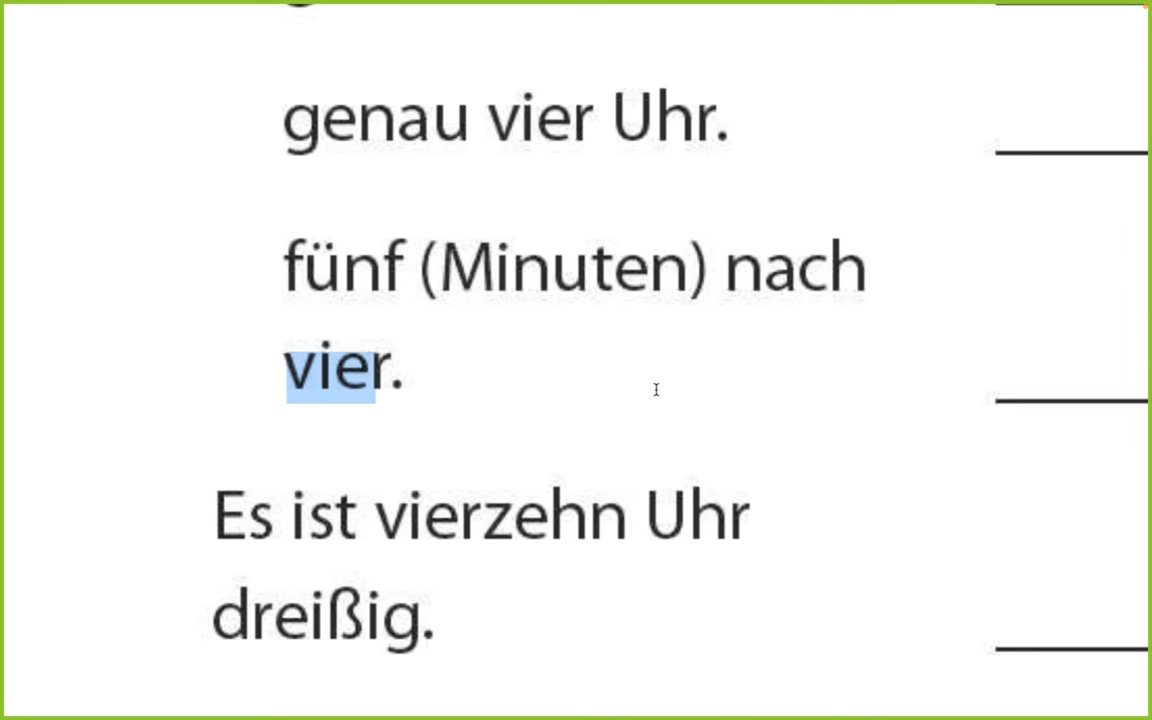 genau vier Uhr.
fünf (Minuten) nach
vier.
Es ist vierzehn Uhr
dreißig.